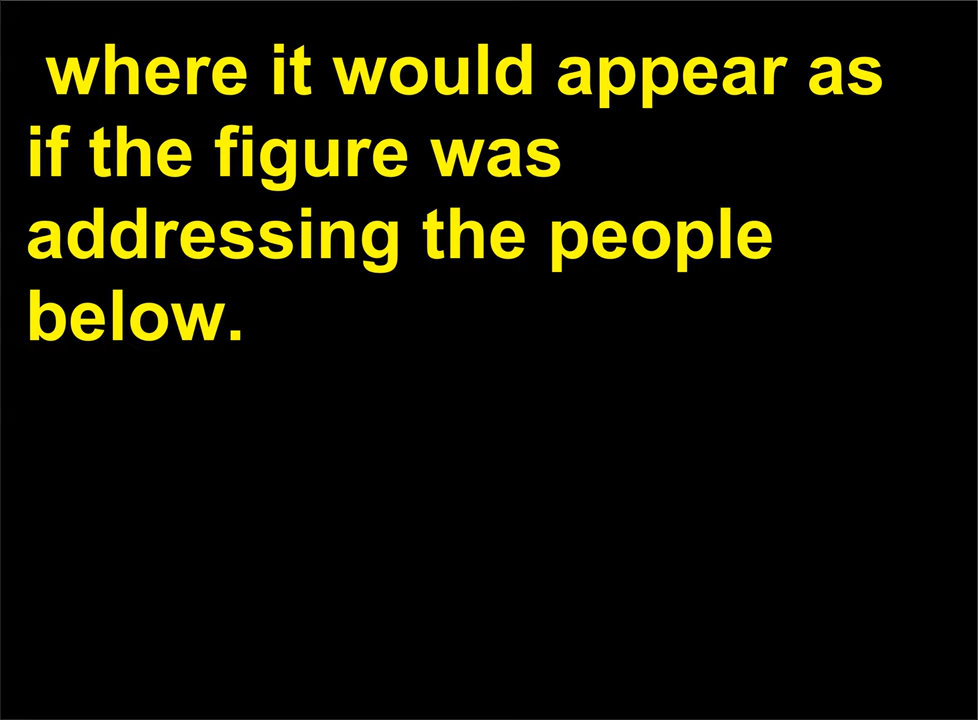 where it would appear as
if the figure was
addressing the people
below.